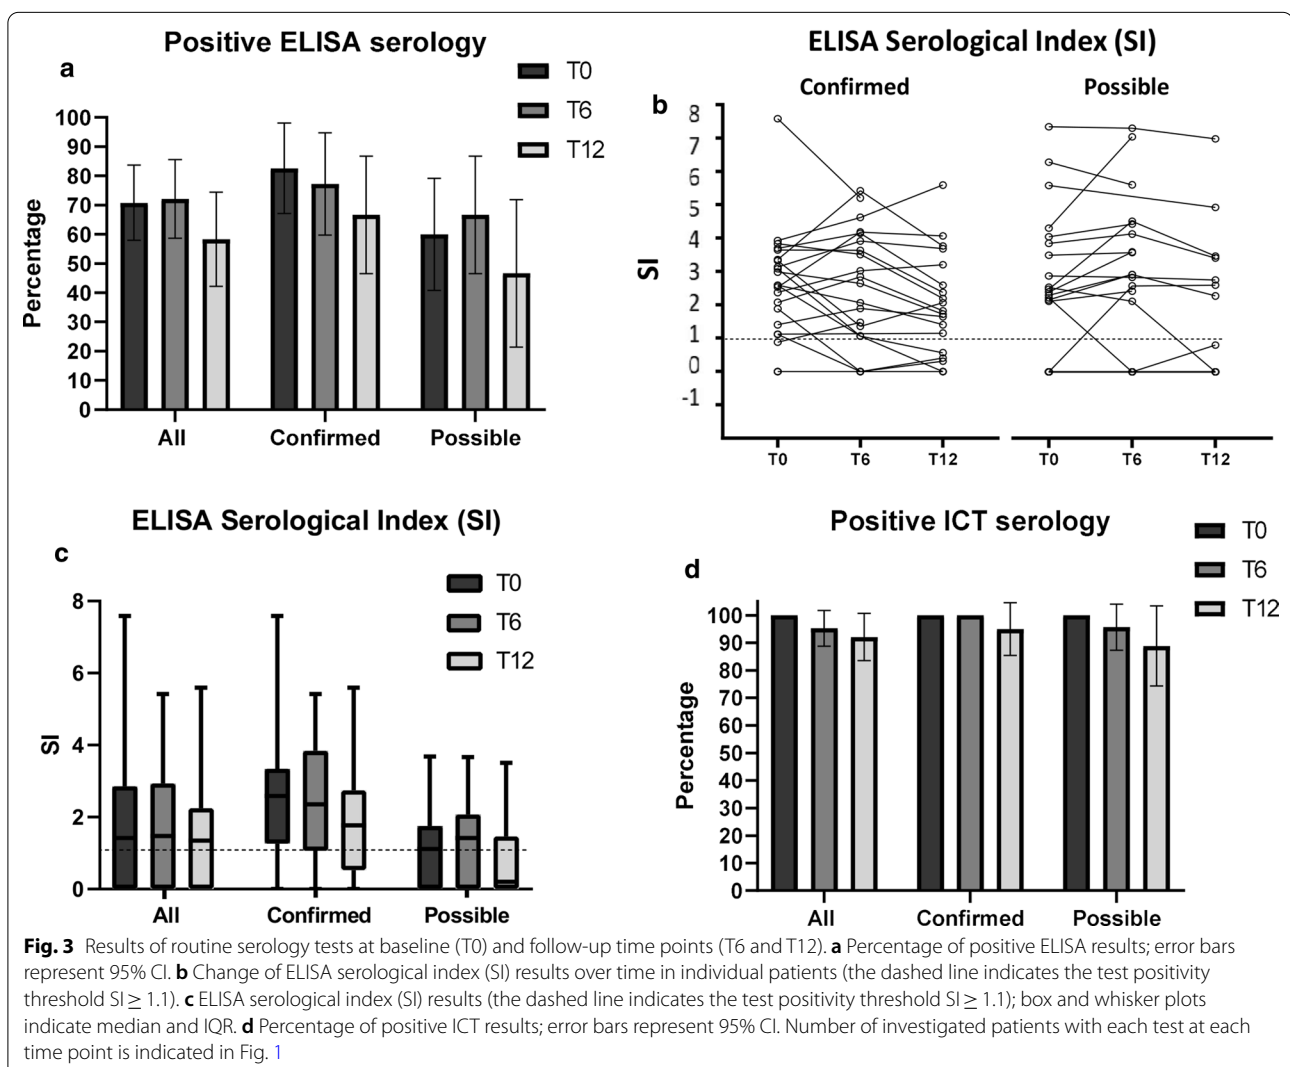 Positive ELISA serology
a
T0
T6
T12
Percentage
100
90
80
70
60
50
40
30
20
10
0
All
Confirmed
Possible
ELISA Serological Index (SI)
b
Confirmed
Possible
SI
8
7
6
5
4
3
2
1
0
-1
T0
T6
T12
T0
T6
T12
ELISA Serological Index (SI)
c
T0
T6
T12
SI
8
6
4
2
0
All
Confirmed
Possible
Positive ICT serology
d
T0
T6
T12
Percentage
100
90
80
70
60
50
40
30
20
10
0
All
Confirmed
Possible
Fig. 3 Results of routine serology tests at baseline (T0) and follow-up time points (T6 and T12). a Percentage of positive ELISA results; error bars
represent 95% CI. b Change of ELISA serological index (SI) results over time in individual patients (the dashed line indicates the test positivity
threshold SI ≥ 1.1). c ELISA serological index (SI) results (the dashed line indicates the test positivity threshold SI ≥ 1.1); box and whisker plots
indicate median and IQR. d Percentage of positive ICT results; error bars represent 95% CI. Number of investigated patients with each test at each
time point is indicated in Fig. 1